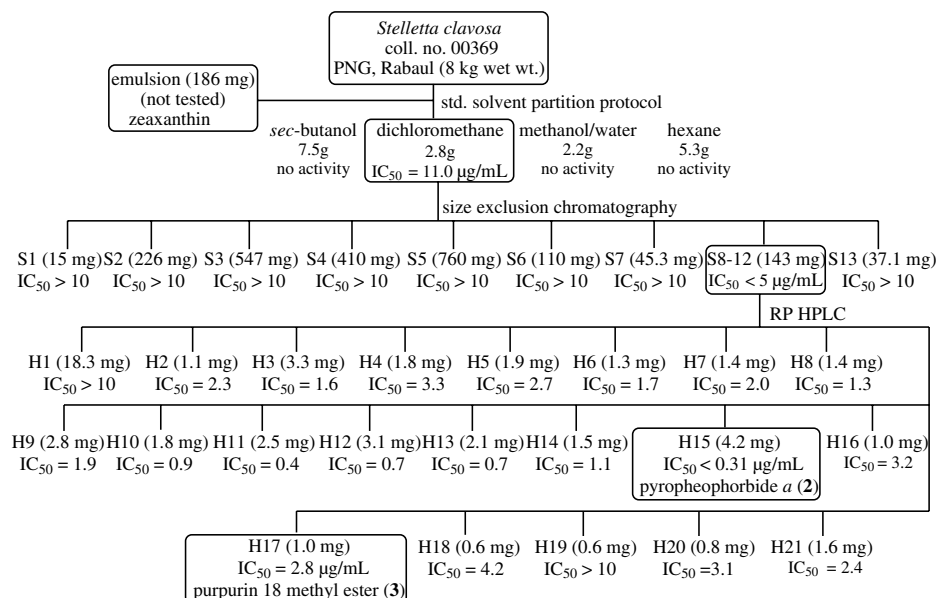 Stelletta clavosa
coll. no. 00369
PNG, Rabaul (8 kg wet wt.)
emulsion (186 mg)
(not tested)
zeaxanthin
std. solvent partition protocol
sec-butanol
7.5g
no activity
dichloromethane
2.8g
IC50 = 11.0 µg/mL
methanol/water
2.2g
no activity
hexane
5.3g
no activity
size exclusion chromatography
S1 (15 mg)
IC50 > 10
S2 (226 mg)
IC50 > 10
S3 (547 mg)
IC50 > 10
S4 (410 mg)
IC50 > 10
S5 (760 mg)
IC50 > 10
S6 (110 mg)
IC50 > 10
S7 (45.3 mg)
IC50 > 10
S8-12 (143 mg)
IC50 < 5 µg/mL
S13 (37.1 mg)
IC50 > 10
RP HPLC
H1 (18.3 mg)
IC50 > 10
H2 (1.1 mg)
IC50 = 2.3
H3 (3.3 mg)
IC50 = 1.6
H4 (1.8 mg)
IC50 = 3.3
H5 (1.9 mg)
IC50 = 2.7
H6 (1.3 mg)
IC50 = 1.7
H7 (1.4 mg)
IC50 = 2.0
H8 (1.4 mg)
IC50 = 1.3
H9 (2.8 mg)
IC50 = 1.9
H10 (1.8 mg)
IC50 = 0.9
H11 (2.5 mg)
IC50 = 0.4
H12 (3.1 mg)
IC50 = 0.7
H13 (2.1 mg)
IC50 = 0.7
H14 (1.5 mg)
IC50 = 1.1
H15 (4.2 mg)
IC50 < 0.31 µg/mL
pyropheophorbide a (2)
H16 (1.0 mg)
IC50 = 3.2
H17 (1.0 mg)
IC50 = 2.8 µg/mL
purpurin 18 methyl ester (3)
H18 (0.6 mg)
IC50 = 4.2
H19 (0.6 mg)
IC50 > 10
H20 (0.8 mg)
IC50 =3.1
H21 (1.6 mg)
IC50 = 2.4